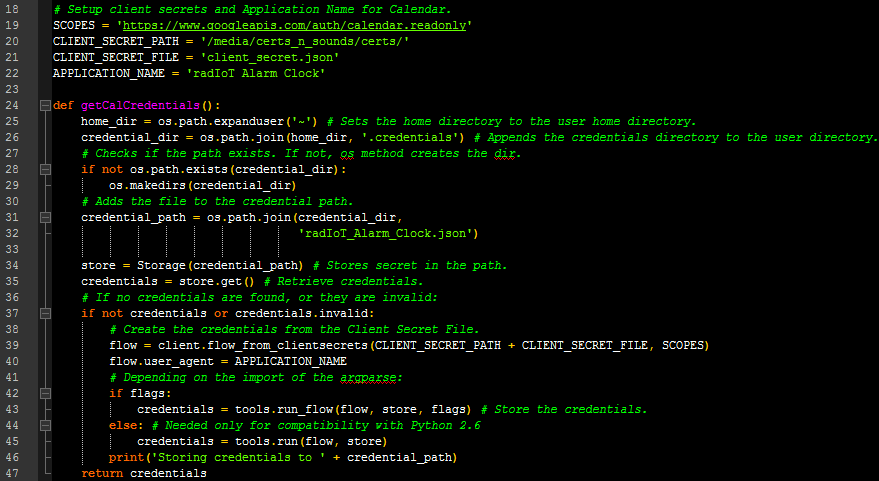 18 # Setup client secrets and Application Name for Calendar.
19 SCOPES = 'https://www.googleapis.com/auth/calendar.readonly'
20 CLIENT_SECRET_PATH = '/media/certs_n_sounds/certs/'
21 CLIENT_SECRET_FILE = 'client_secret.json'
22 APPLICATION_NAME = 'radIoT Alarm Clock'
23
24 def getCalCredentials():
25     home_dir = os.path.expanduser('~') # Sets the home directory to the user home directory.
26     credential_dir = os.path.join(home_dir, '.credentials') # Appends the credentials directory to the user directory.
27     # Checks if the path exists. If not, os method creates the dir.
28     if not os.path.exists(credential_dir):
29         os.makedirs(credential_dir)
30     # Adds the file to the credential path.
31     credential_path = os.path.join(credential_dir,
32                                    'radIoT_Alarm_Clock.json')
33
34     store = Storage(credential_path) # Stores secret in the path.
35     credentials = store.get() # Retrieve credentials.
36     # If no credentials are found, or they are invalid:
37     if not credentials or credentials.invalid:
38         # Create the credentials from the Client Secret File.
39         flow = client.flow_from_clientsecrets(CLIENT_SECRET_PATH + CLIENT_SECRET_FILE, SCOPES)
40         flow.user_agent = APPLICATION_NAME
41         # Depending on the import of the argparse:
42         if flags:
43             credentials = tools.run_flow(flow, store, flags) # Store the credentials.
44         else: # Needed only for compatibility with Python 2.6
45             credentials = tools.run(flow, store)
46         print('Storing credentials to ' + credential_path)
47     return credentials